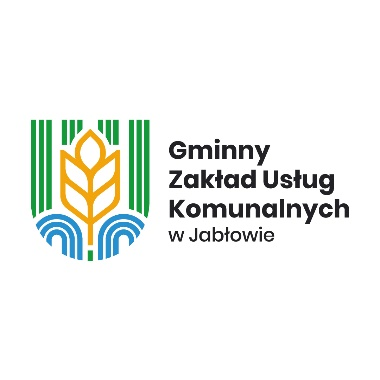 Gminny
Zakład Usług
Komunalnych
w Jabłowie